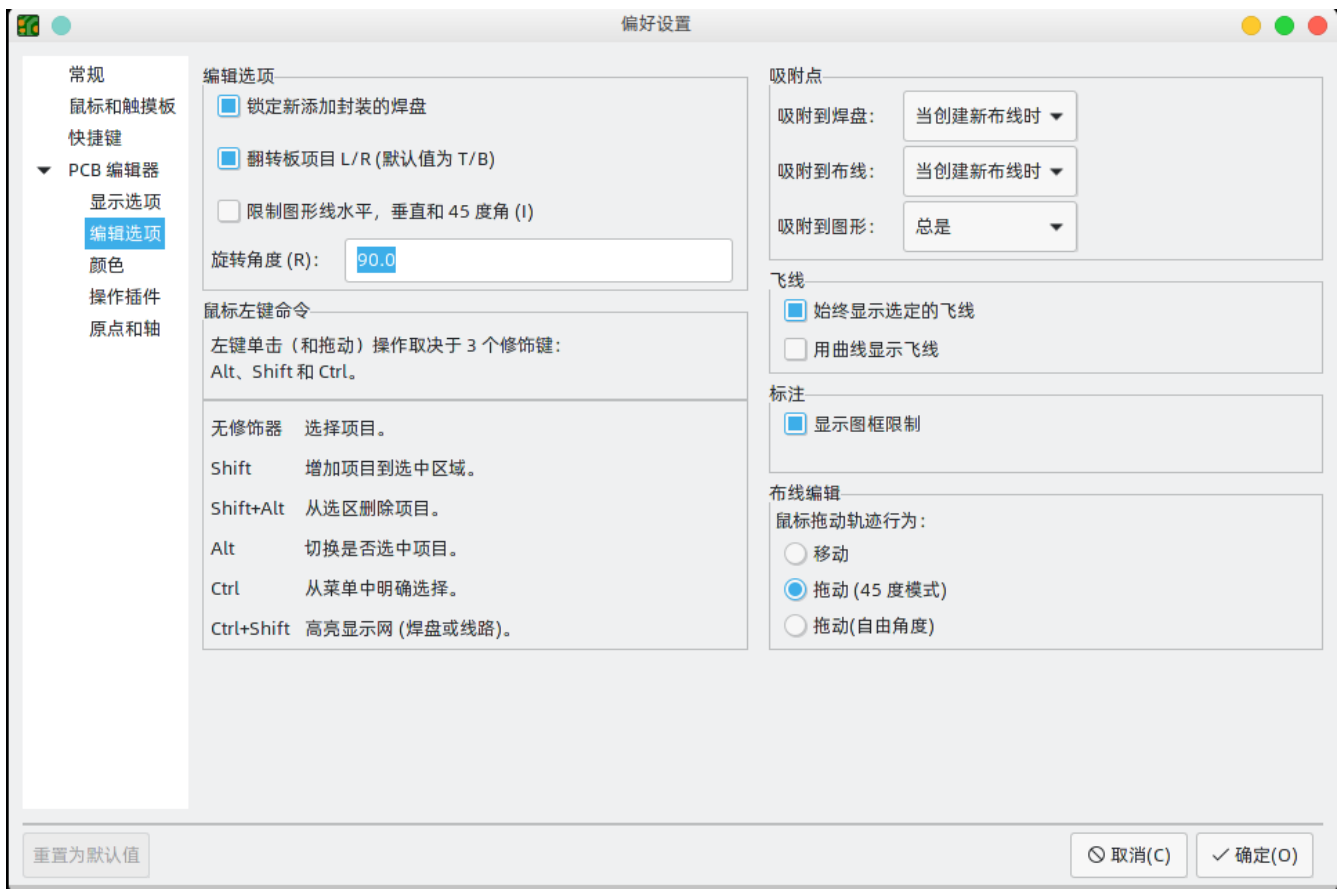 偏好设置
常规
鼠标和触摸板
快捷键
PCB 编辑器
显示选项
编辑选项
颜色
操作插件
原点和轴
编辑选项
锁定新添加封装的焊盘
翻转板项目 L/R (默认值为 T/B)
限制图形线水平，垂直和 45 度角 (I)
旋转角度 (R)： 90.0
鼠标左键命令
左键单击（和拖动）操作取决于 3 个修饰键：
Alt、Shift 和 Ctrl。
无修饰器 选择项目。
Shift 增加项目到选中区域。
Shift+Alt 从选区删除项目。
Alt 切换是否选中项目。
Ctrl 从菜单中明确选择。
Ctrl+Shift 高亮显示网 (焊盘或线路)。
吸附点
吸附到焊盘： 当创建新布线时
吸附到布线： 当创建新布线时
吸附到图形： 总是
飞线
始终显示选定的飞线
用曲线显示飞线
标注
显示图框限制
布线编辑
鼠标拖动轨迹行为：
移动
拖动 (45 度模式)
拖动(自由角度)
重置为默认值
取消(C)
确定(O)